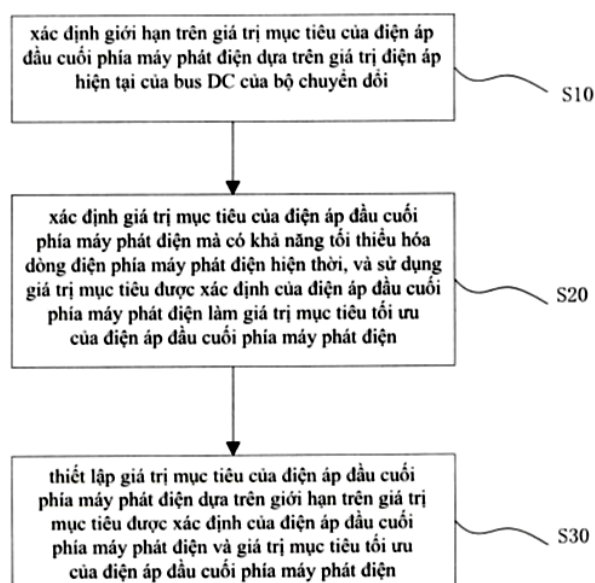 xác định giới hạn trên giá trị mục tiêu của điện áp
đầu cuối phía máy phát điện dựa trên giá trị điện áp
hiện tại của bus DC của bộ chuyển dổi
S10
xác định giá trị mục tiêu của điện áp đầu cuối
phía máy phát điện mà có khả năng tối thiểu hóa
dòng điện phía máy phát điện hiện thời, và sử dụng
giá trị mục tiêu được xác định của điện áp đầu cuối
phía máy phát điện làm giá trị mục tiêu tối ưu
của điện áp đầu cuối phía máy phát điện
S20
thiết lập giá trị mục tiêu của điện áp đầu cuối
phía máy phát điện dựa trên giới hạn trên giá trị
mục tiêu được xác định của điện áp đầu cuối
phía máy phát điện và giá trị mục tiêu tối ưu
của điện áp đầu cuối phía máy phát điện
S30